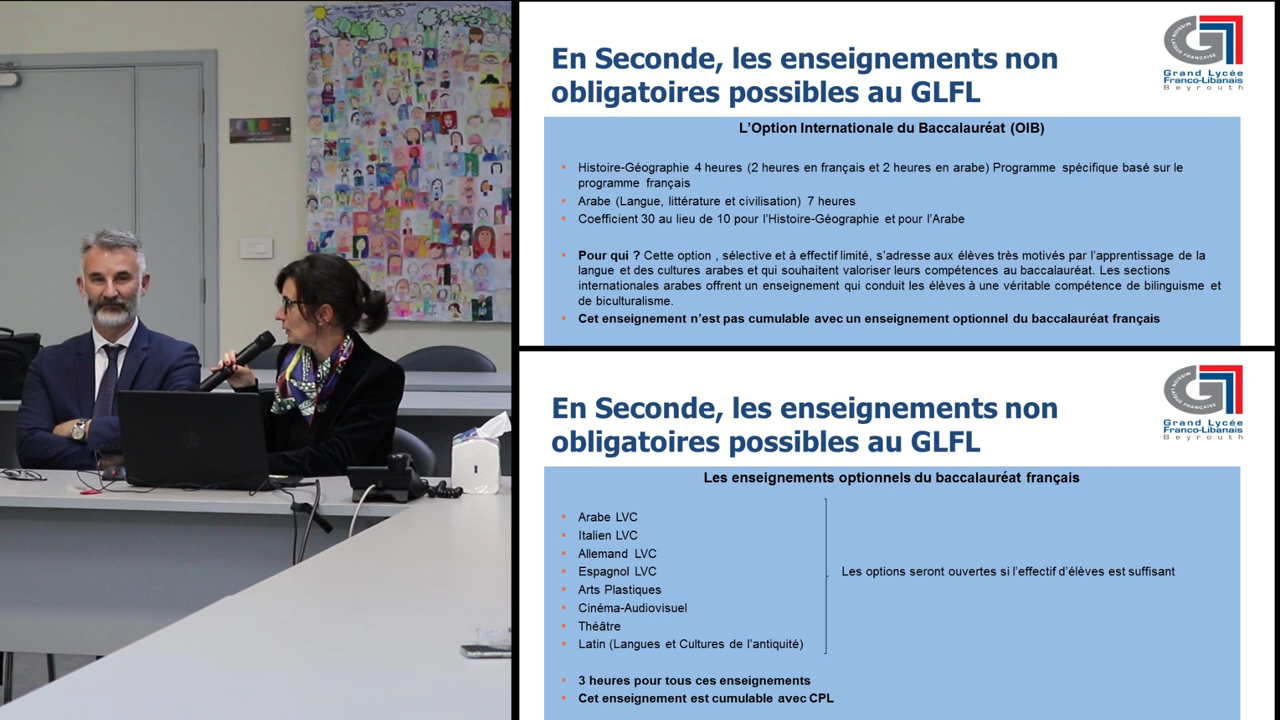 En Seconde, les enseignements non
obligatoires possibles au GLFL
MISSION LAIQUE FRANÇAISE
Grand Lycée
Franco-Libanais
Beyrouth
L’Option Internationale du Baccalauréat (OIB)
Histoire-Géographie 4 heures (2 heures en français et 2 heures en arabe) Programme spécifique basé sur le
programme français
Arabe (Langue, littérature et civilisation) 7 heures
Coefficient 30 au lieu de 10 pour l’Histoire-Géographie et pour l’Arabe
Pour qui ? Cette option , sélective et à effectif limité, s’adresse aux élèves très motivés par l’apprentissage de la
langue et des cultures arabes et qui souhaitent valoriser leurs compétences au baccalauréat. Les sections
internationales arabes offrent un enseignement qui conduit les élèves à une véritable compétence de bilinguisme et
de biculturalisme.
Cet enseignement n’est pas cumulable avec un enseignement optionnel du baccalauréat français
En Seconde, les enseignements non
obligatoires possibles au GLFL
MISSION LAIQUE FRANÇAISE
Grand Lycée
Franco-Libanais
Beyrouth
Les enseignements optionnels du baccalauréat français
Arabe LVC
Italien LVC
Allemand LVC
Espagnol LVC
Arts Plastiques
Cinéma-Audiovisuel
Théâtre
Latin (Langues et Cultures de l’antiquité)
Les options seront ouvertes si l’effectif d’élèves est suffisant
3 heures pour tous ces enseignements
Cet enseignement est cumulable avec CPL